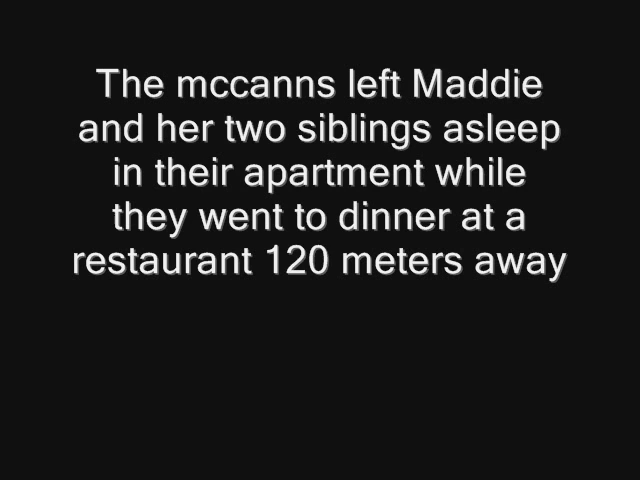 The mccanns left Maddie
and her two siblings asleep
in their apartment while
they went to dinner at a
restaurant 120 meters away